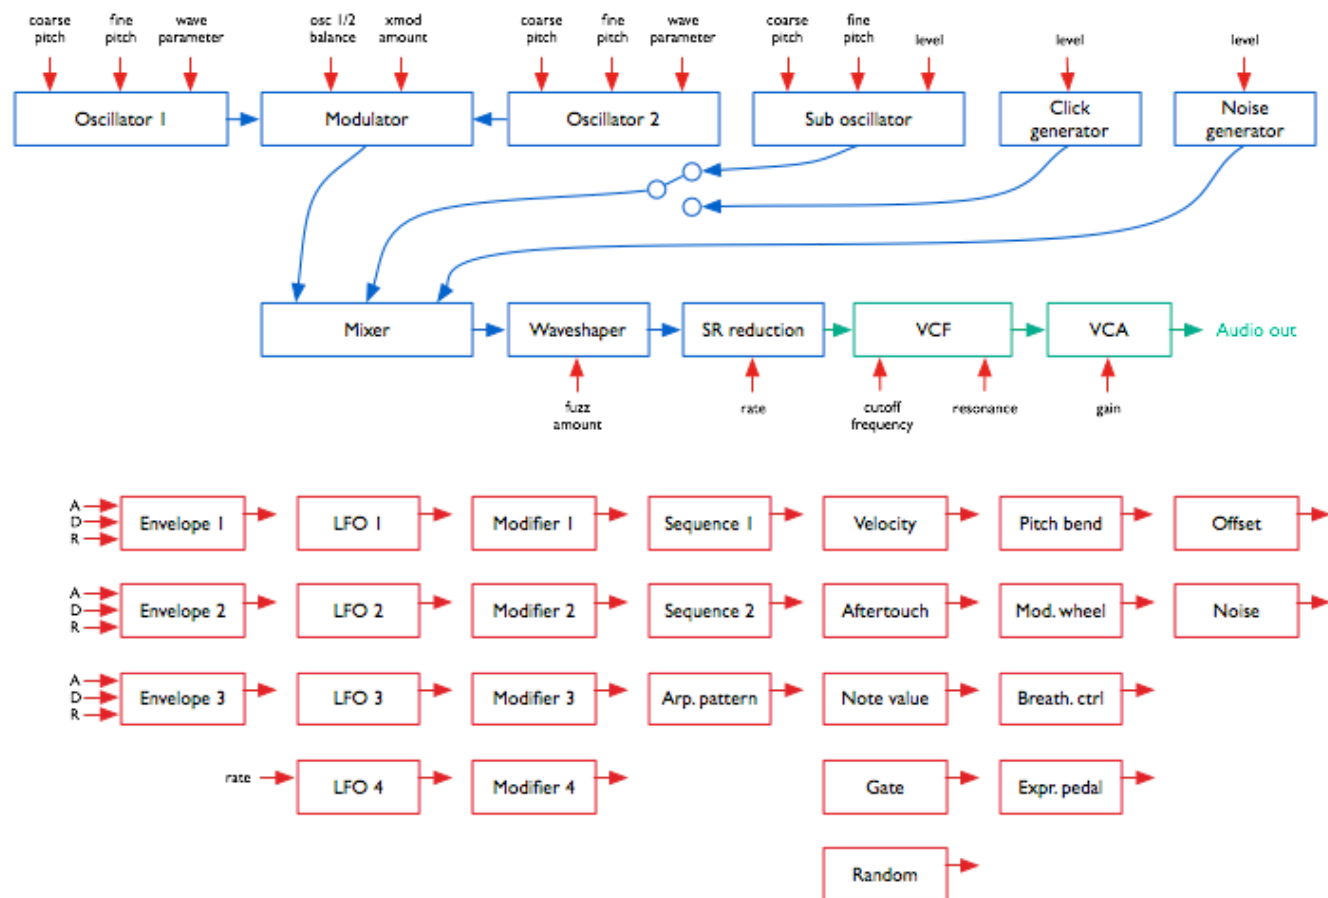 coarse pitch
fine pitch
wave parameter
osc 1/2 balance
xmod amount
coarse pitch
fine pitch
wave parameter
coarse pitch
fine pitch
level
level
level
Oscillator 1
Modulator
Oscillator 2
Sub oscillator
Click generator
Noise generator
Mixer
Waveshaper
SR reduction
VCF
VCA
Audio out
fuzz amount
rate
cutoff frequency
resonance
gain
A
D
R
Envelope 1
LFO 1
Modifier 1
Sequence 1
Velocity
Pitch bend
Offset
A
D
R
Envelope 2
LFO 2
Modifier 2
Sequence 2
Aftertouch
Mod. wheel
Noise
A
D
R
Envelope 3
LFO 3
Modifier 3
Arp. pattern
Note value
Breath. ctrl
rate
LFO 4
Modifier 4
Gate
Expr. pedal
Random